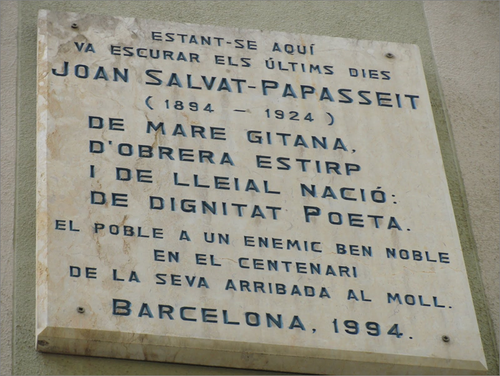 ESTANT-SE AQUÍ
VA ESCURAR ELS ÚLTIMS DIES
JOAN SALVAT-PAPASSEIT
(1894 – 1924)
DE MARE GITANA,
D'OBRERA ESTIRP
I DE LLEIAL NACIÓ:
DE DIGNITAT POETA.
EL POBLE A UN ENEMIC BEN NOBLE
EN EL CENTENARI
DE LA SEVA ARRIBADA AL MOLL.
BARCELONA, 1994.